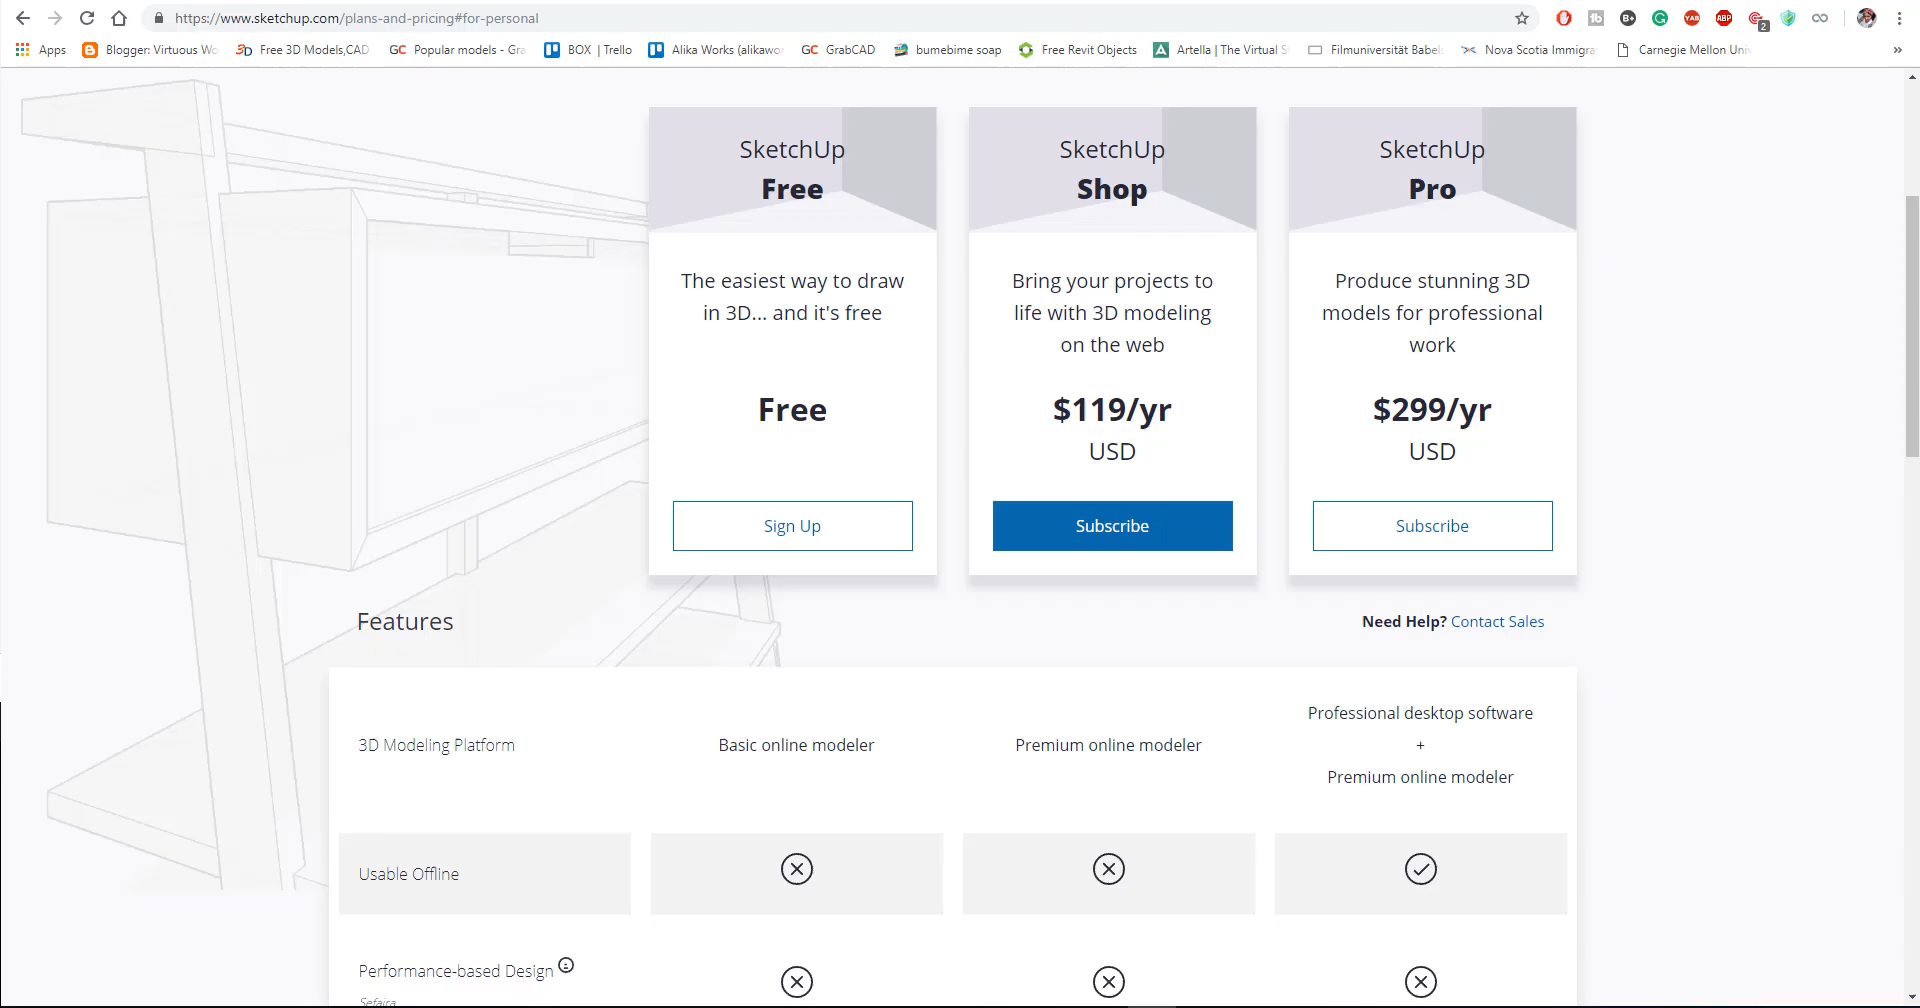 https://www.sketchup.com/plans-and-pricing#for-personal
Apps
Blogger: Virtuous Wo
Free 3D Models,CAD
Popular models - Gra
BOX | Trello
Alika Works (alikawor
GrabCAD
bumebime soap
Free Revit Objects
Artella | The Virtual S
Filmuniversität Babels
Nova Scotia Immigra
Carnegie Mellon Univ
SketchUp
Free
The easiest way to draw
in 3D... and it's free
Free
Sign Up
SketchUp
Shop
Bring your projects to
life with 3D modeling
on the web
$119/yr
USD
Subscribe
SketchUp
Pro
Produce stunning 3D
models for professional
work
$299/yr
USD
Subscribe
Features
Need Help? Contact Sales
3D Modeling Platform
Basic online modeler
Premium online modeler
Professional desktop software
+
Premium online modeler
Usable Offline
Performance-based Design
Sefaira